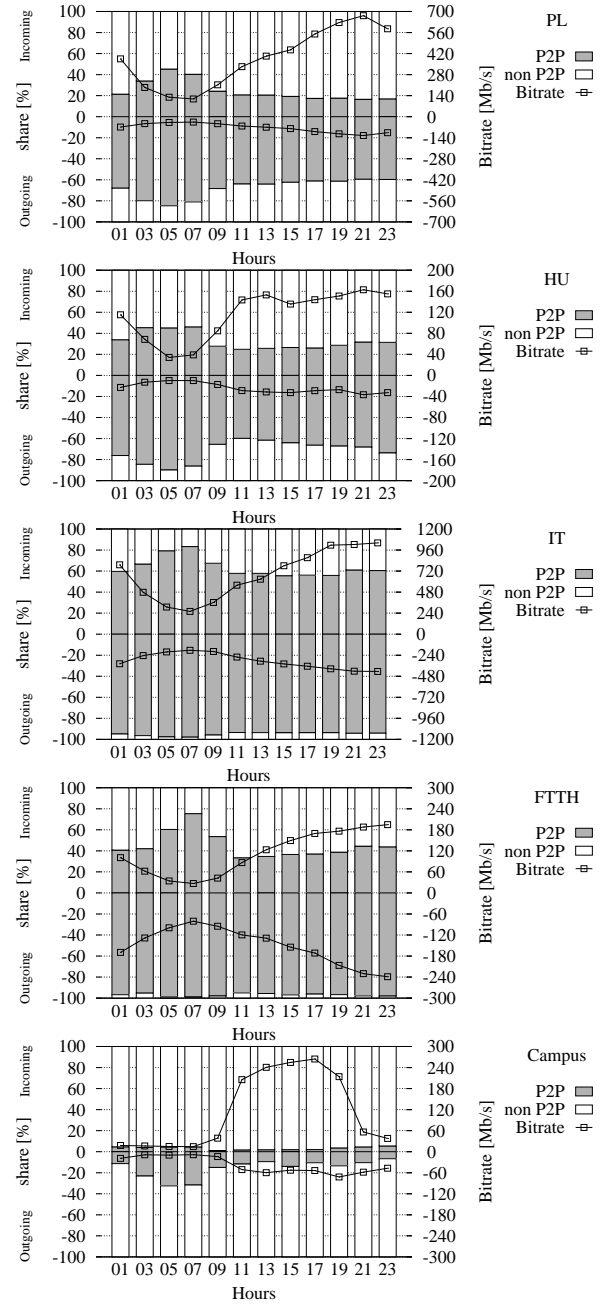 PL
P2P
non P2P
Bitrate
Incoming
share [%]
Outgoing
100
80
60
40
20
0
-20
-40
-60
-80
-100
700
560
420
280
140
0
-140
-280
-420
-560
-700
Bitrate [Mb/s]
01 03 05 07 09 11 13 15 17 19 21 23
Hours
HU
P2P
non P2P
Bitrate
Incoming
share [%]
Outgoing
100
80
60
40
20
0
-20
-40
-60
-80
-100
200
160
120
80
40
0
-40
-80
-120
-160
-200
Bitrate [Mb/s]
01 03 05 07 09 11 13 15 17 19 21 23
Hours
IT
P2P
non P2P
Bitrate
Incoming
share [%]
Outgoing
100
80
60
40
20
0
-20
-40
-60
-80
-100
1200
960
720
480
240
0
-240
-480
-720
-960
-1200
Bitrate [Mb/s]
01 03 05 07 09 11 13 15 17 19 21 23
Hours
FTTH
P2P
non P2P
Bitrate
Incoming
share [%]
Outgoing
100
80
60
40
20
0
-20
-40
-60
-80
-100
300
240
180
120
60
0
-60
-120
-180
-240
-300
Bitrate [Mb/s]
01 03 05 07 09 11 13 15 17 19 21 23
Hours
Campus
P2P
non P2P
Bitrate
Incoming
share [%]
Outgoing
100
80
60
40
20
0
-20
-40
-60
-80
-100
300
240
180
120
60
0
-60
-120
-180
-240
-300
Bitrate [Mb/s]
01 03 05 07 09 11 13 15 17 19 21 23
Hours